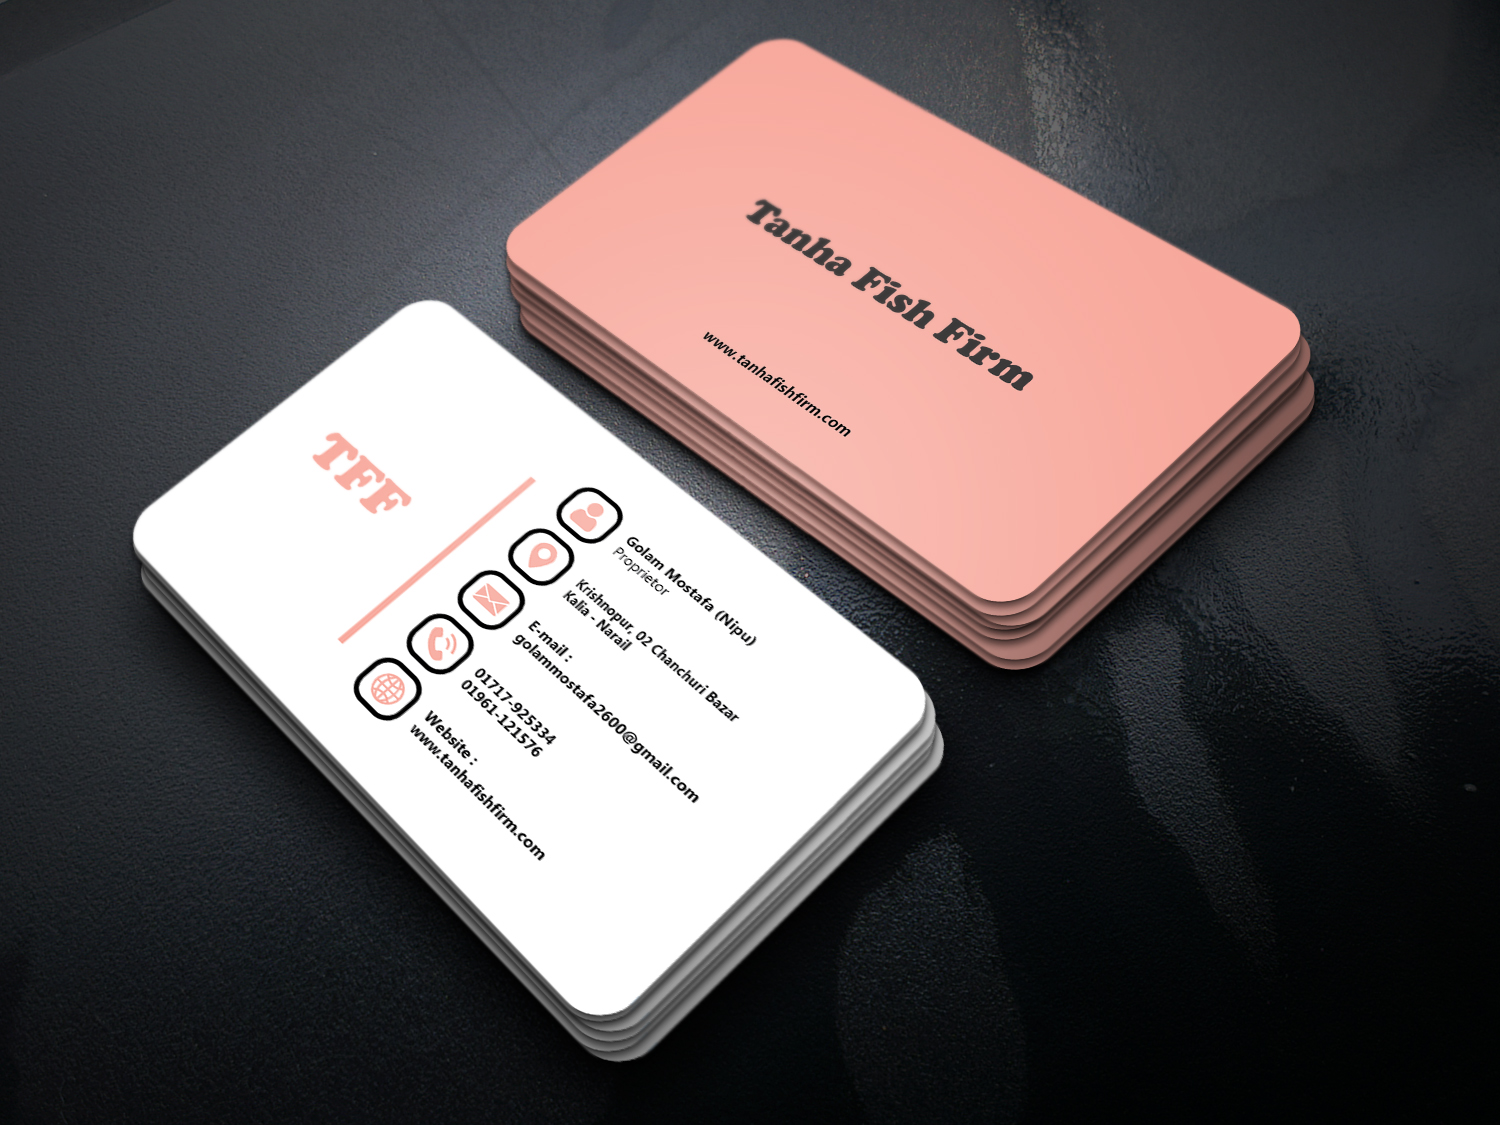 Tanha Fish Firm
www.tanhafishfirm.com
TFF
Golam Mostafa (Nipu)
Proprietor
Krishnopur, 02 Chanchuri Bazar
Kalia - Narail
E-mail :
golammostafa2600@gmail.com
01717-925334
01961-121576
Website :
www.tanhafishfirm.com